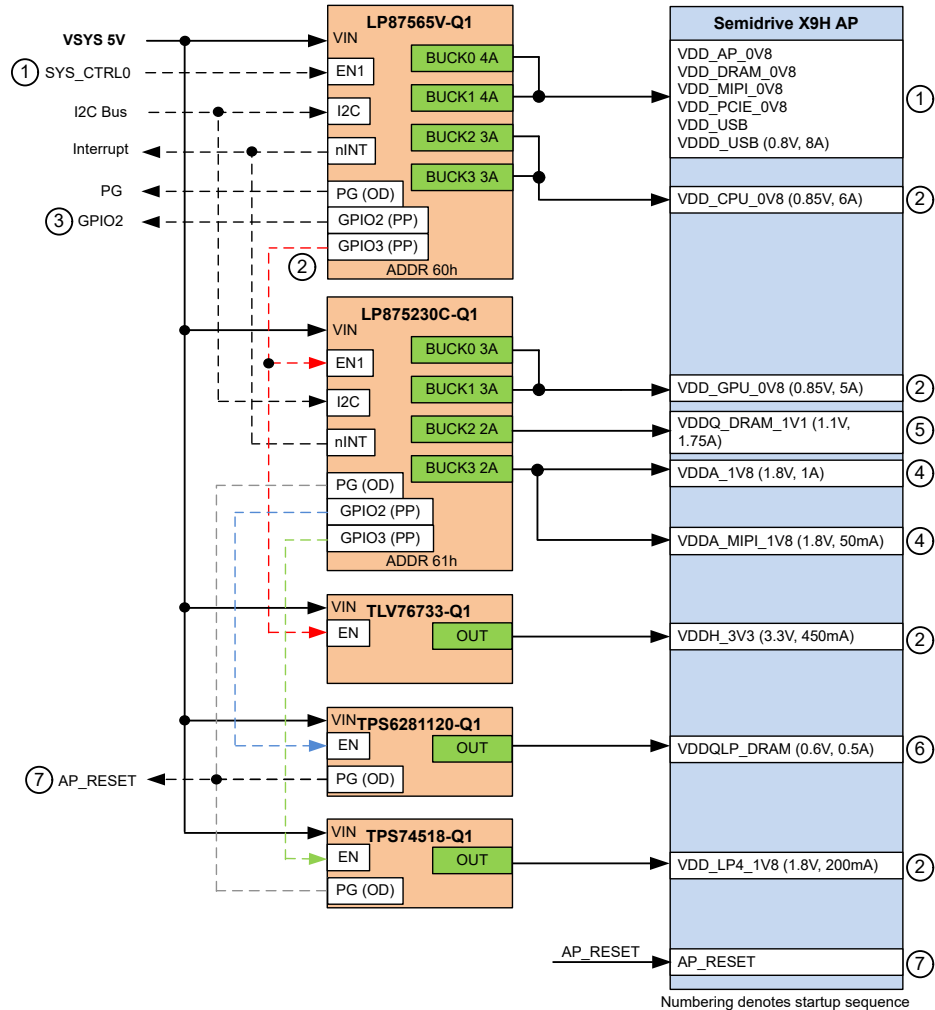 LP87565V-Q1
VSYS 5V
VIN
BUCK0 4A
1 SYS_CTRL0
EN1
BUCK1 4A
I2C Bus
I2C
BUCK2 3A
Interrupt
nINT
BUCK3 3A
PG
PG (OD)
3 GPIO2
GPIO2 (PP)
2
GPIO3 (PP)
ADDR 60h
Semidrive X9H AP
VDD_AP_0V8
VDD_DRAM_0V8
VDD_MIPI_0V8
VDD_PCIE_0V8
VDD_USB
VDDD_USB (0.8V, 8A)
1
VDD_CPU_0V8 (0.85V, 6A)
2
LP875230C-Q1
VIN
BUCK0 3A
EN1
BUCK1 3A
I2C
BUCK2 2A
nINT
BUCK3 2A
PG (OD)
GPIO2 (PP)
GPIO3 (PP)
ADDR 61h
VDD_GPU_0V8 (0.85V, 5A)
2
VDDQ_DRAM_1V1 (1.1V,
1.75A)
5
VDDA_1V8 (1.8V, 1A)
4
VDDA_MIPI_1V8 (1.8V, 50mA)
4
VIN
TLV76733-Q1
EN
OUT
VDDH_3V3 (3.3V, 450mA)
2
VIN
TPS6281120-Q1
EN
OUT
VDDQLP_DRAM (0.6V, 0.5A)
6
7 AP_RESET
PG (OD)
VIN
TPS74518-Q1
EN
OUT
VDD_LP4_1V8 (1.8V, 200mA)
2
PG (OD)
AP_RESET
AP_RESET
7
Numbering denotes startup sequence